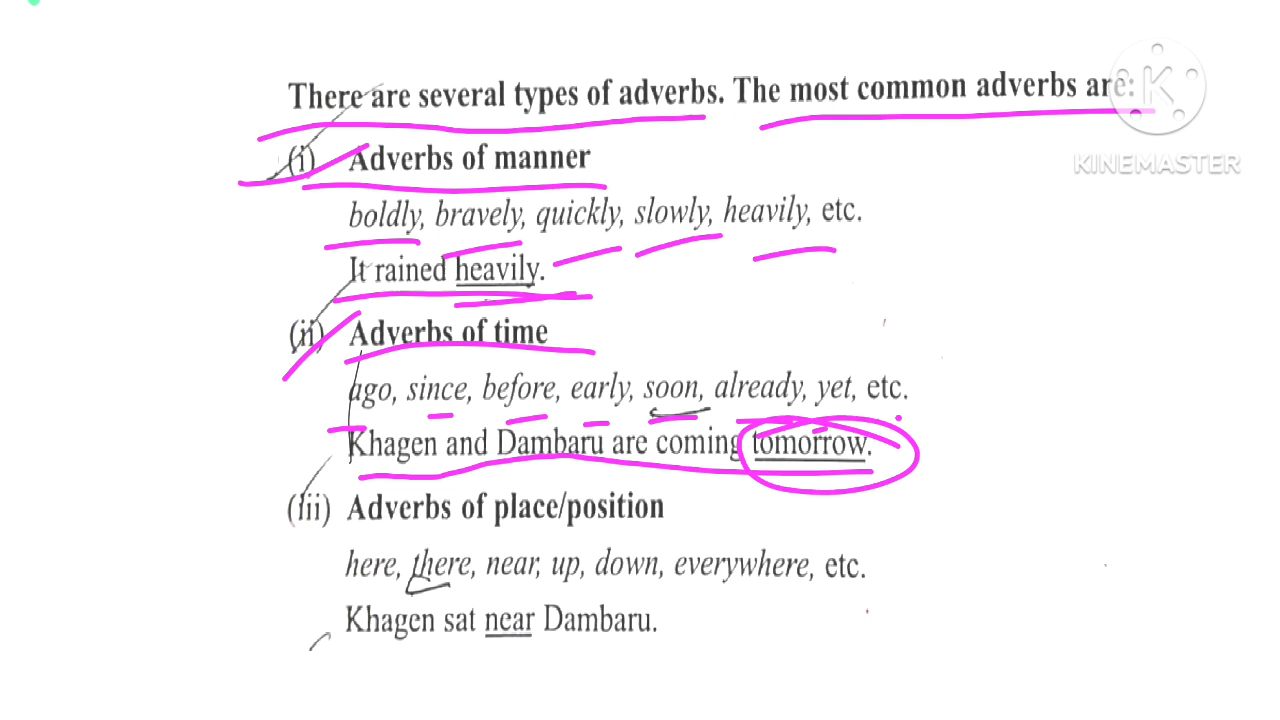 There are several types of adverbs. The most common adverbs are:
KINEMASTER
(i) Adverbs of manner
boldly, bravely, quickly, slowly, heavily, etc.
It rained heavily.
(ii) Adverbs of time
ago, since, before, early, soon, already, yet, etc.
Khagen and Dambaru are coming tomorrow.
(iii) Adverbs of place/position
here, there, near, up, down, everywhere, etc.
Khagen sat near Dambaru.